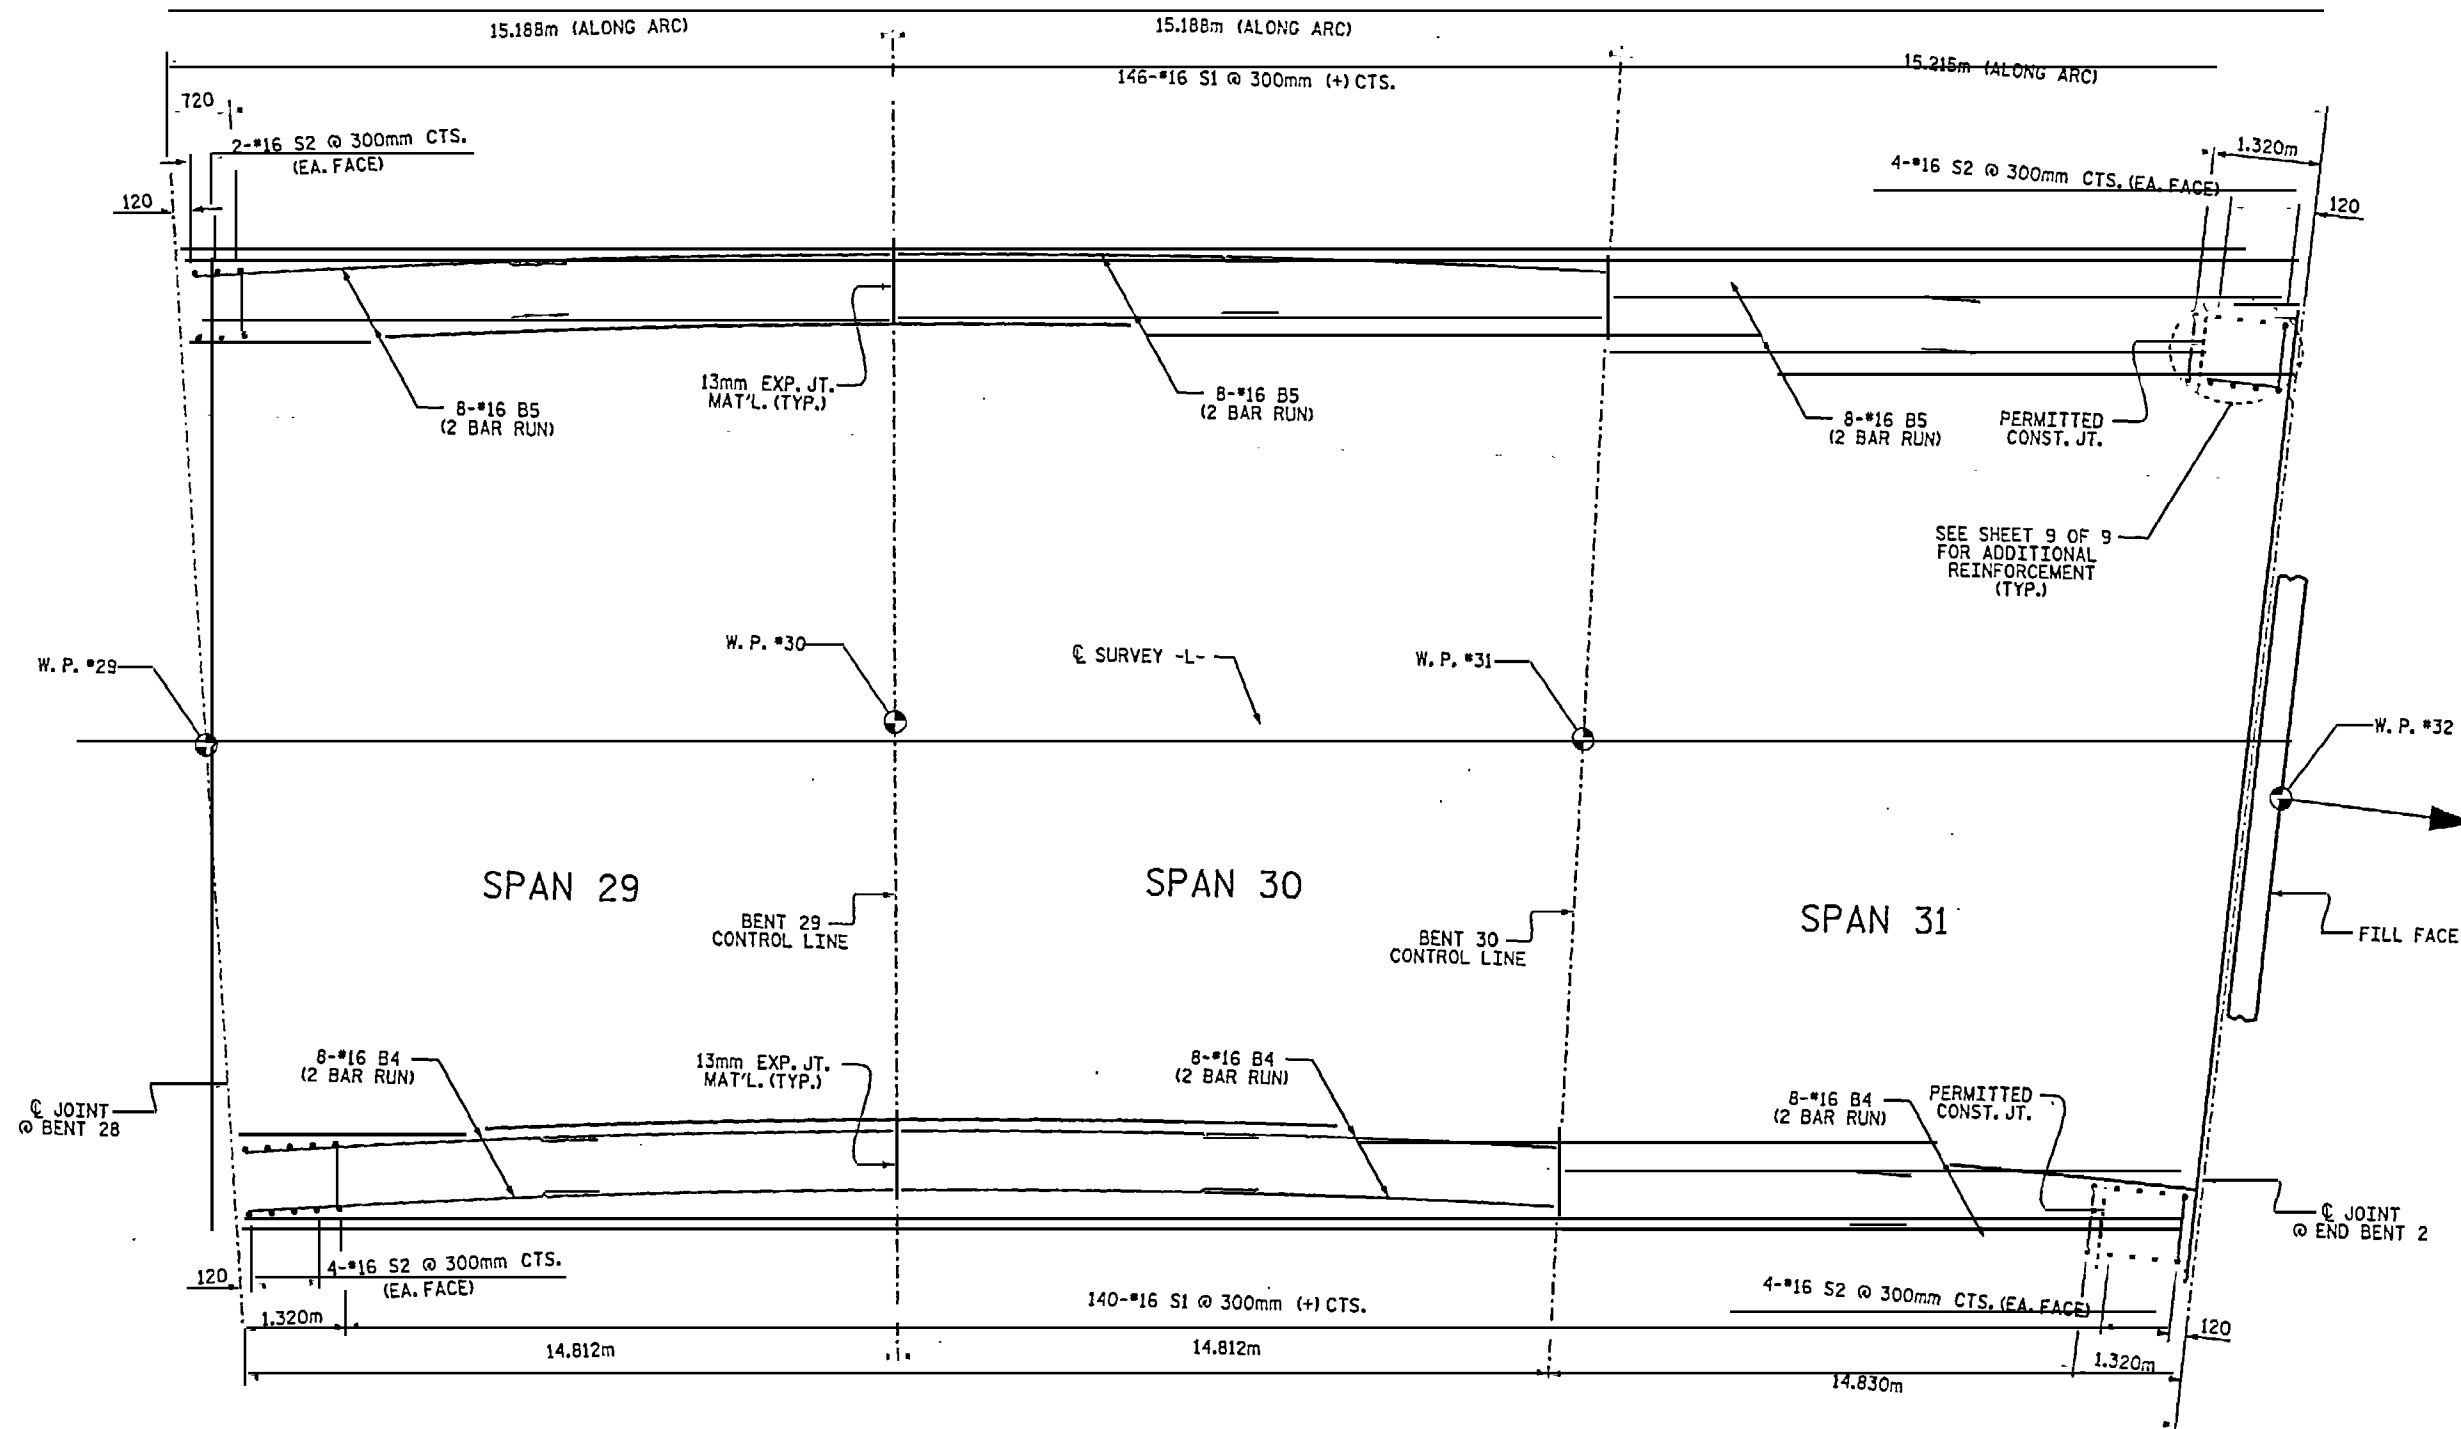 15.188m (ALONG ARC)
15.188m (ALONG ARC)
15.215m (ALONG ARC)
146-#16 S1 @ 300mm (+) CTS.
720
2-#16 S2 @ 300mm CTS.
(EA. FACE)
120
1.320m
4-#16 S2 @ 300mm CTS. (EA. FACE)
120
13mm EXP. JT.
MAT'L. (TYP.)
8-#16 B5
(2 BAR RUN)
8-#16 B5
(2 BAR RUN)
8-#16 B5
(2 BAR RUN)
PERMITTED
CONST. JT.
SEE SHEET 9 OF 9
FOR ADDITIONAL
REINFORCEMENT
(TYP.)
W. P. #29
W. P. #30
℄ SURVEY -L-
W. P. #31
W. P. #32
SPAN 29
SPAN 30
SPAN 31
BENT 29
CONTROL LINE
BENT 30
CONTROL LINE
FILL FACE
8-#16 B4
(2 BAR RUN)
13mm EXP. JT.
MAT'L. (TYP.)
8-#16 B4
(2 BAR RUN)
8-#16 B4
(2 BAR RUN)
PERMITTED
CONST. JT.
℄ JOINT
@ BENT 28
℄ JOINT
@ END BENT 2
120
4-#16 S2 @ 300mm CTS.
(EA. FACE)
1.320m
140-#16 S1 @ 300mm (+) CTS.
4-#16 S2 @ 300mm CTS. (EA. FACE)
120
14.812m
14.812m
1.320m
14.830m